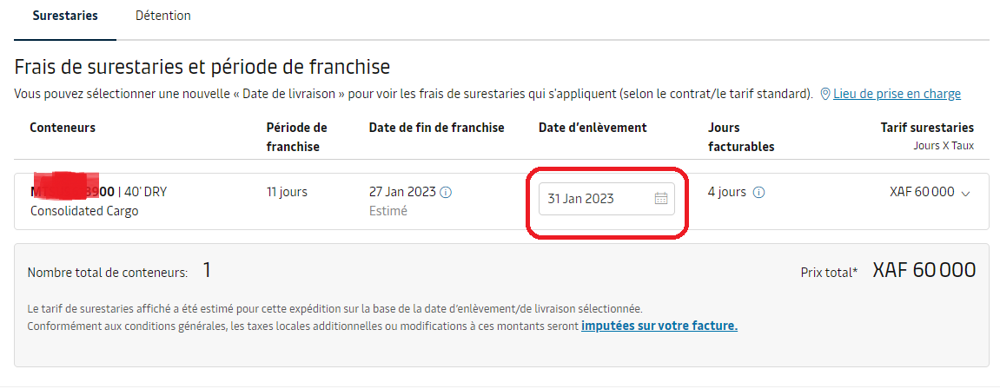 Surestaries Détention
Frais de surestaries et période de franchise
Vous pouvez sélectionner une nouvelle « Date de livraison » pour voir les frais de surestaries qui s'appliquent (selon le contrat/le tarif standard). Lieu de prise en charge
Conteneurs Période de franchise Date de fin de franchise Date d’enlèvement Jours facturables Tarif surestaries
Jours X Taux
900 | 40' DRY 11 jours 27 Jan 2023 31 Jan 2023 4 jours XAF 60 000
Consolidated Cargo Estimé
Nombre total de conteneurs: 1 Prix total* XAF 60 000
Le tarif de surestaries affiché a été estimé pour cette expédition sur la base de la date d’enlèvement/de livraison sélectionnée.
Conformément aux conditions générales, les taxes locales additionnelles ou modifications à ces montants seront imputées sur votre facture.